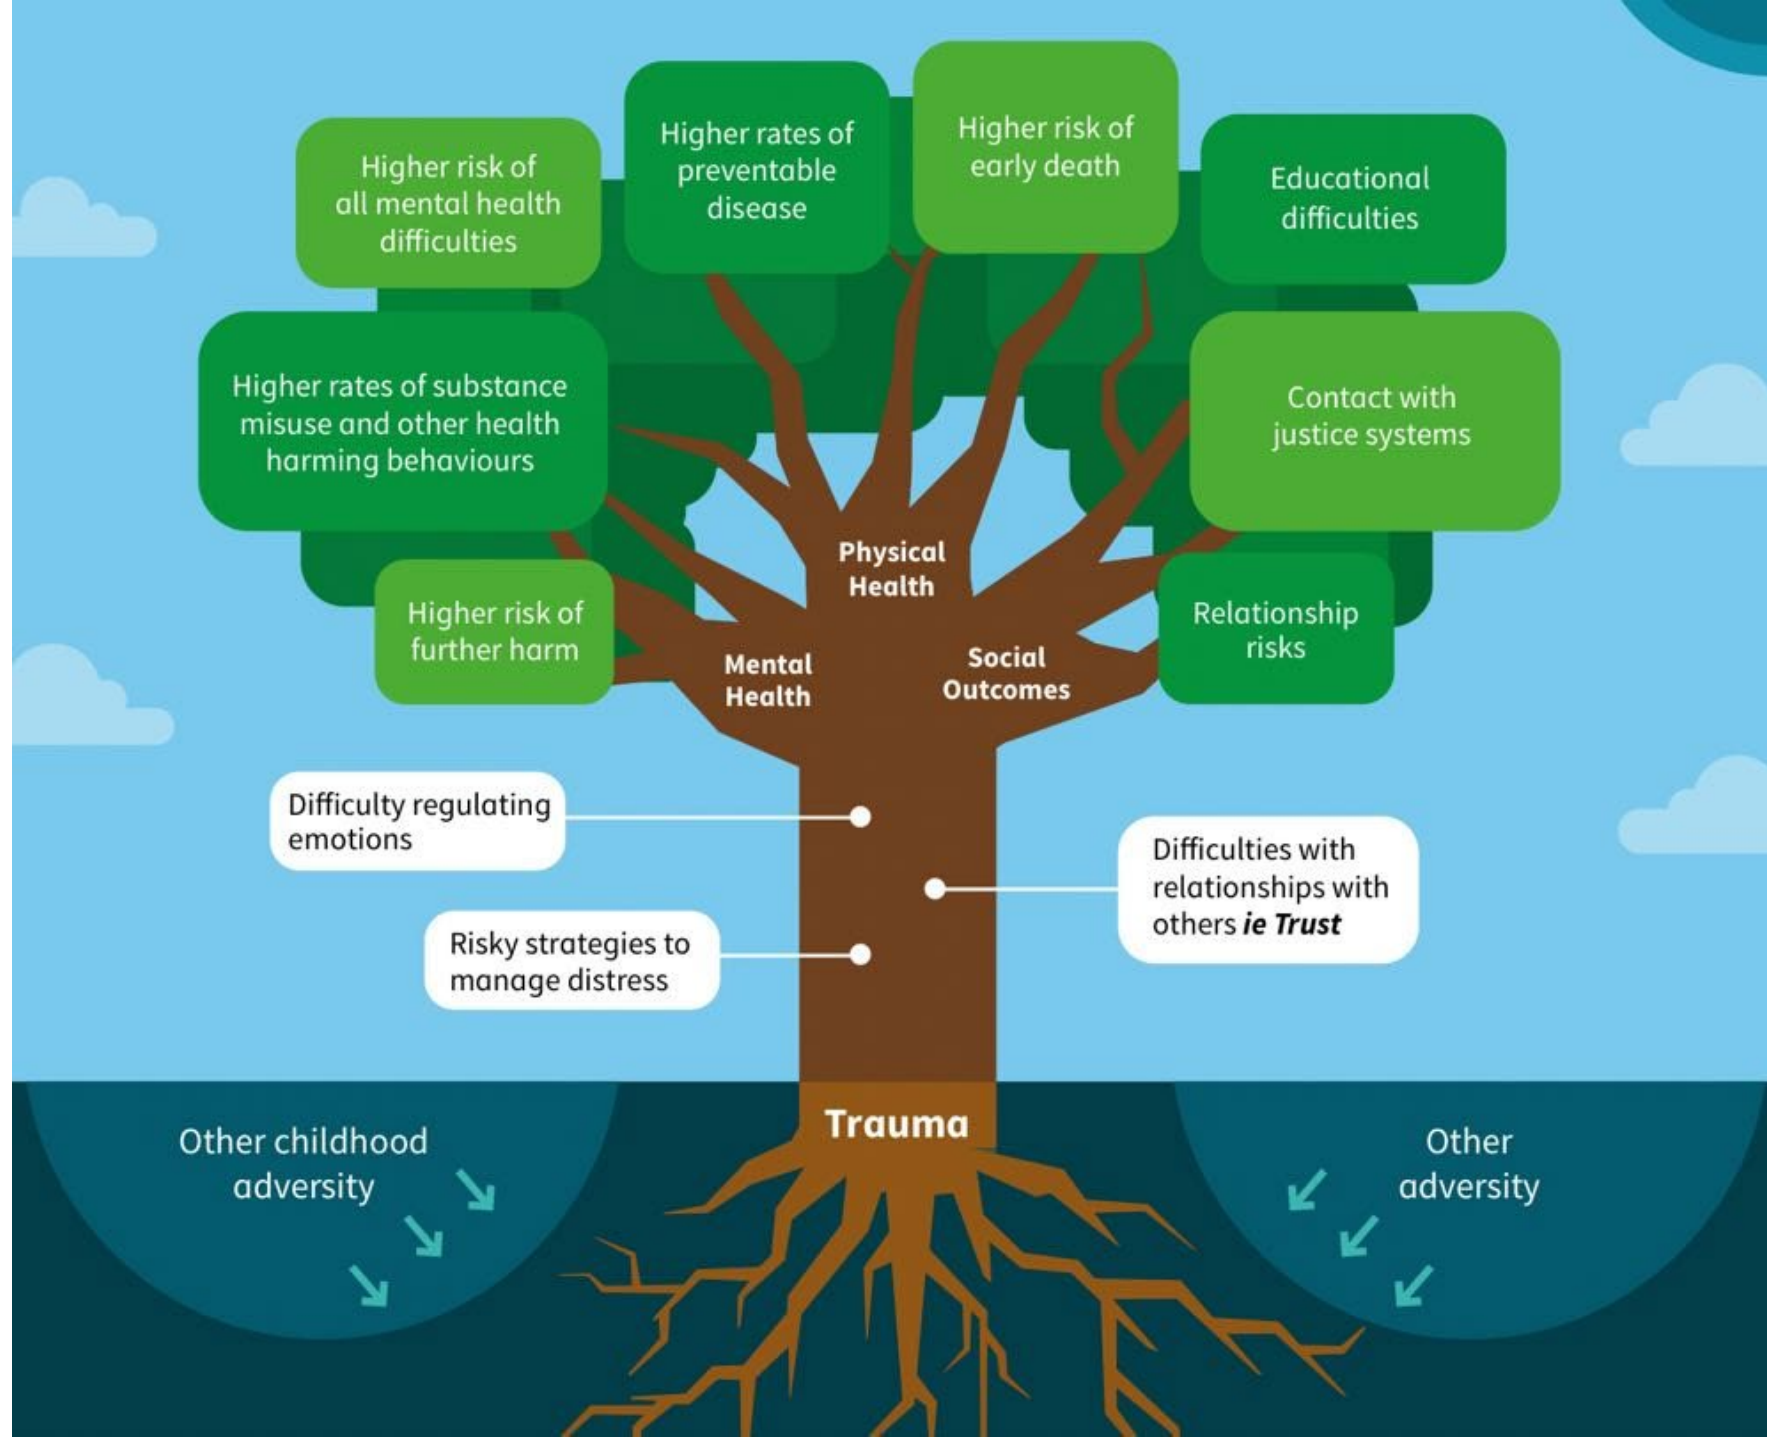 Higher risk of
all mental health
difficulties
Higher rates of
preventable
disease
Higher risk of
early death
Educational
difficulties
Higher rates of substance
misuse and other health
harming behaviours
Contact with
justice systems
Higher risk of
further harm
Physical
Health
Mental
Health
Social
Outcomes
Relationship
risks
Difficulty regulating
emotions
Difficulties with
relationships with
others ie Trust
Risky strategies to
manage distress
Trauma
Other childhood
adversity
Other
adversity